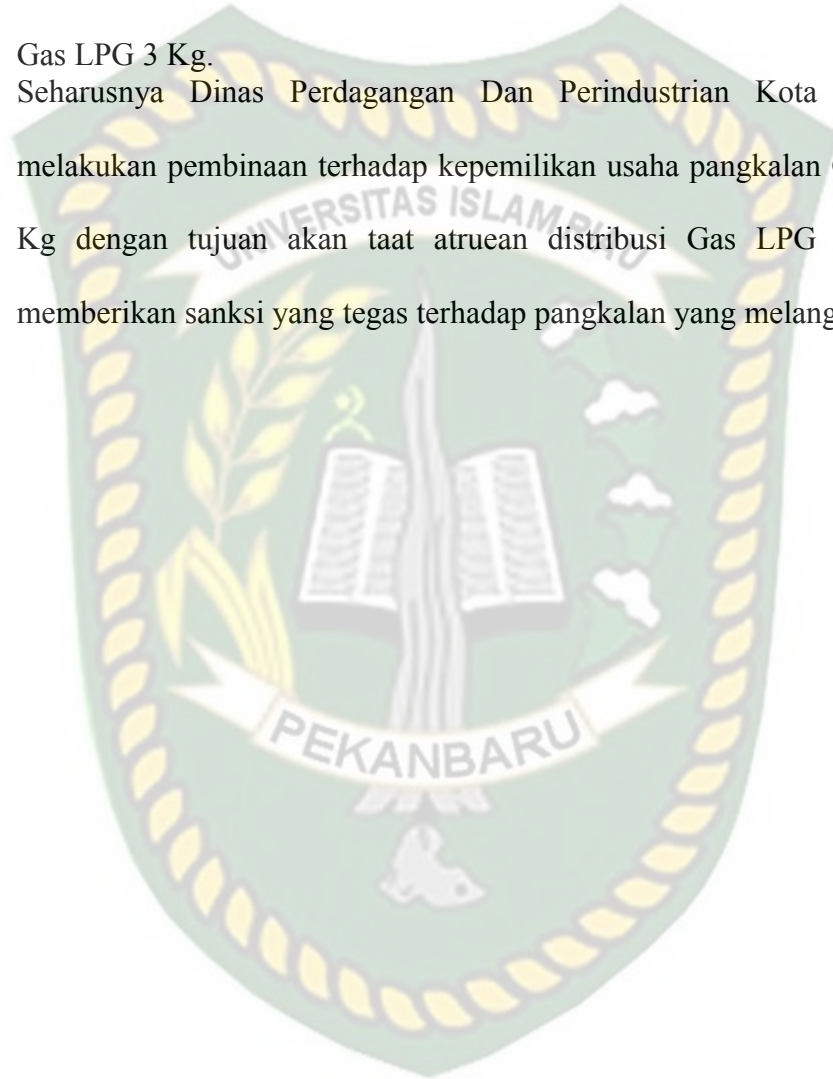 Gas LPG 3 Kg.
Seharusnya Dinas Perdagangan Dan Perindustrian Kota
melakukan pembinaan terhadap kepemilikan usaha pangkalan
Kg dengan tujuan akan taat atruean distribusi Gas LPG
memberikan sanksi yang tegas terhadap pangkalan yang melang
UNIVERSITAS ISLAM RIAU
PEKANBARU